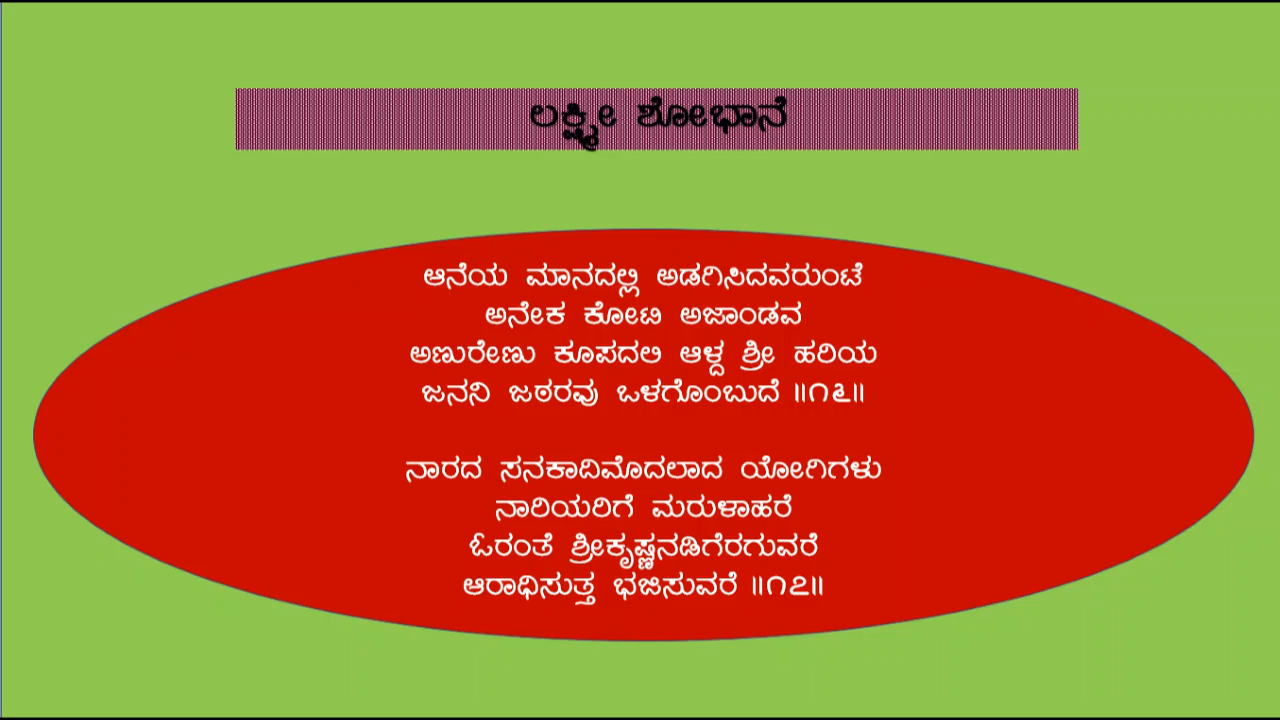 ಲಕ್ಷ್ಮೀ ಶೋಭಾನೆ
ಆನೆಯ ಮಾನದಲ್ಲಿ ಅಡಗಿಸಿದವರುಂಟೆ
ಅನೇಕ ಕೋಟಿ ಅಜಾಂಡವ
ಅಣುರೇಣು ಕೂಪದಲಿ ಆಳ್ದ ಶ್ರೀ ಹರಿಯ
ಜನನಿ ಜಠರವು ಒಳಗೊಂಬುದೆ ॥೧೬॥
ನಾರದ ಸನಕಾದಿಮೊದಲಾದ ಯೋಗಿಗಳು
ನಾರಿಯರಿಗೆ ಮರುಳಾಹರೆ
ಓರಂತೆ ಶ್ರೀಕೃಷ್ಣನಡಿಗೆರಗುವರೆ
ಆರಾಧಿಸುತ್ತ ಭಜಿಸುವರೆ ॥೧೭॥